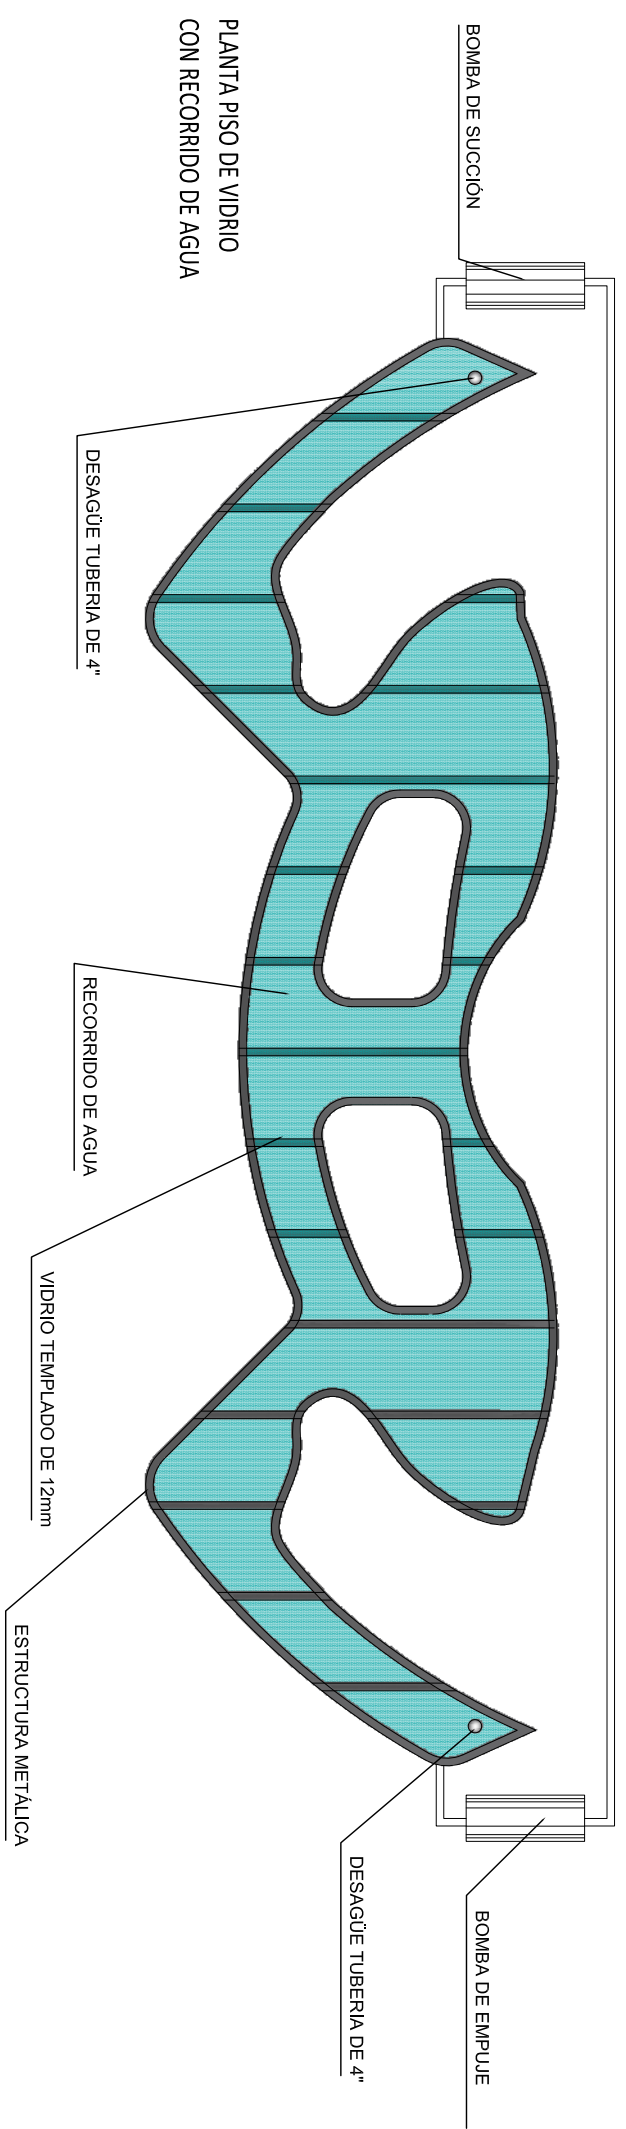 PLANTA PISO DE VIDRIO
CON RECORRIDO DE AGUA
BOMBA DE SUCCIÓN
DESAGÜE TUBERIA DE 4"
RECORRIDO DE AGUA
VIDRIO TEMPLADO DE 12mm
ESTRUCTURA METÁLICA
DESAGÜE TUBERIA DE 4"
BOMBA DE EMPUJE